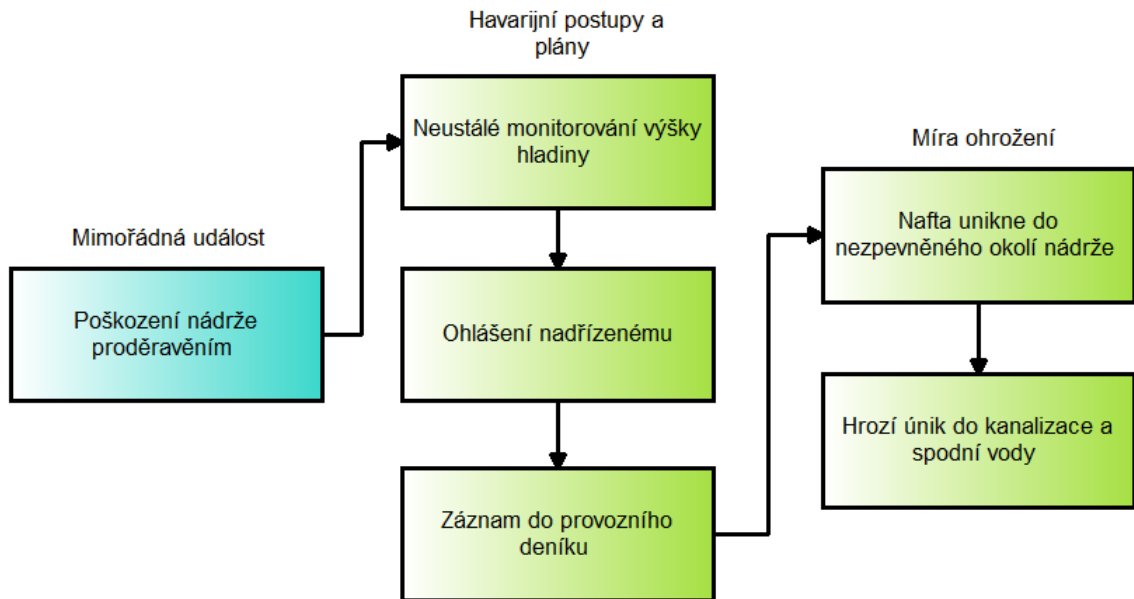 Mimořádná událost
Poškození nádrže
proděravěním
Havarijní postupy a
plány
Neustálé monitorování výšky
hladiny
Ohlášení nadřízenému
Záznam do provozního
deníku
Míra ohrožení
Nafta unikne do
nezpevněného okolí nádrže
Hrozí únik do kanalizace a
spodní vody